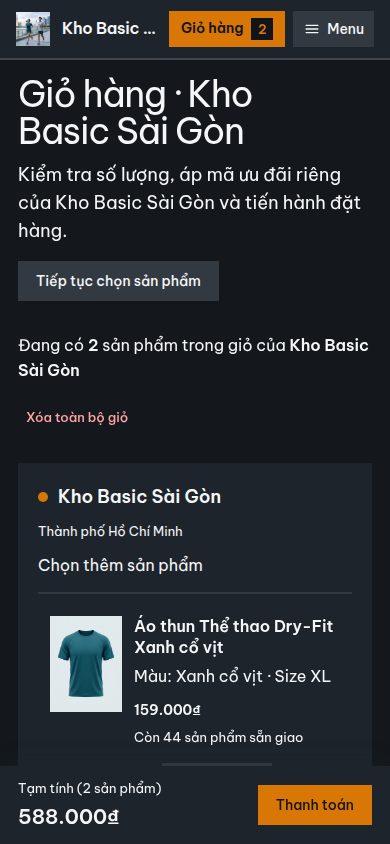 Kho Basic ...
Giỏ hàng 2
Menu
Giỏ hàng · Kho
Basic Sài Gòn
Kiểm tra số lượng, áp mã ưu đãi riêng
của Kho Basic Sài Gòn và tiến hành đặt
hàng.
Tiếp tục chọn sản phẩm
Đang có 2 sản phẩm trong giỏ của Kho Basic
Sài Gòn
Xóa toàn bộ giỏ
Kho Basic Sài Gòn
Thành phố Hồ Chí Minh
Chọn thêm sản phẩm
Áo thun Thể thao Dry-Fit
Xanh cổ vịt
Màu: Xanh cổ vịt · Size XL
159.000₫
Còn 44 sản phẩm sẵn giao
Tạm tính (2 sản phẩm)
588.000₫
Thanh toán